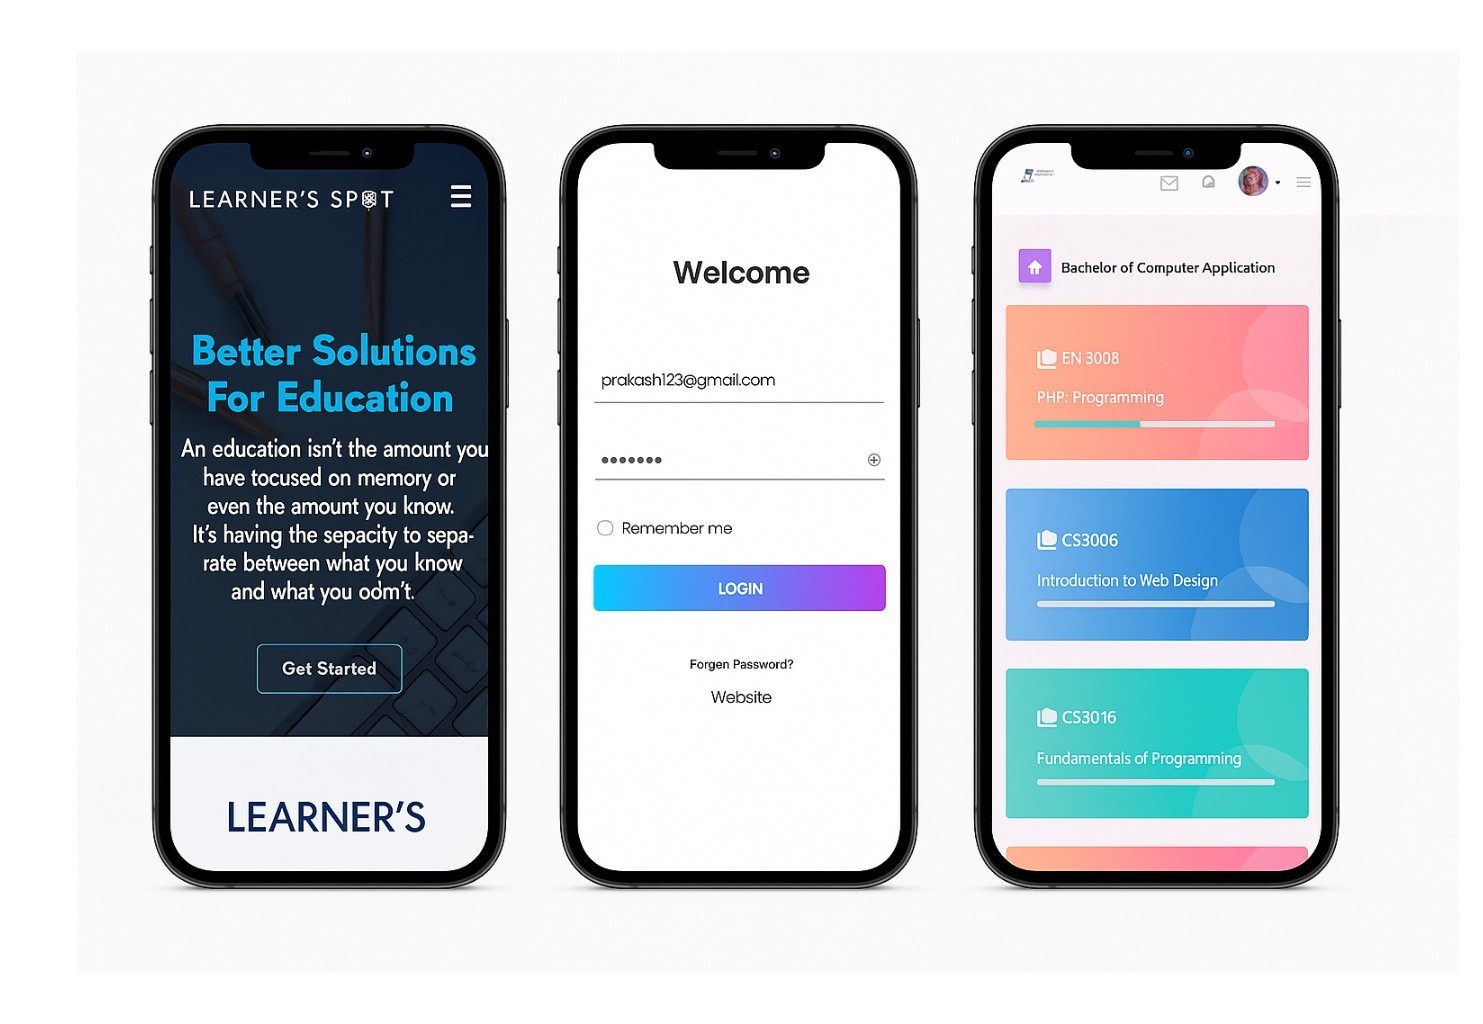 LEARNER'S SPOT
Better Solutions
For Education
An education isn't the amount you
have tocused on memory or
even the amount you know.
It's having the sepacity to sepa-
rate between what you know
and what you odm't.
Get Started
LEARNER'S
Welcome
prakash123@gmail.com
Remember me
LOGIN
Forgen Password?
Website
Bachelor of Computer Application
EN 3008
PHP: Programming
CS3006
Introduction to Web Design
CS3016
Fundamentals of Programming